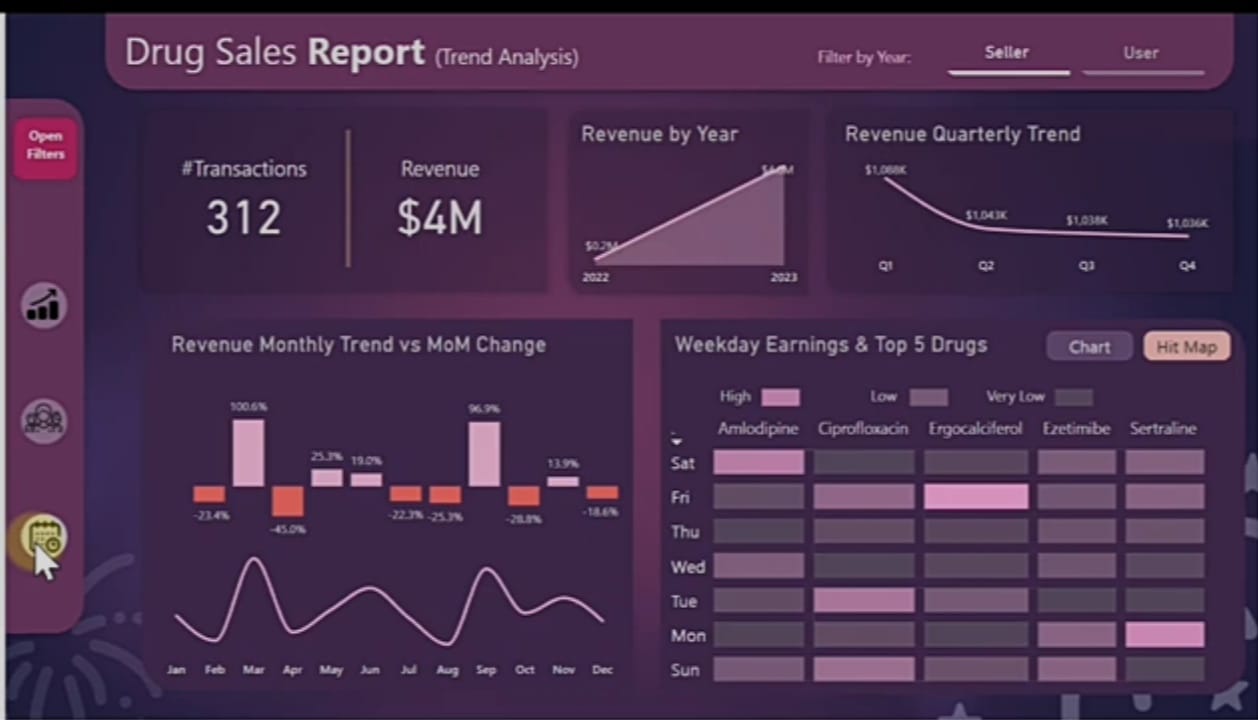 Drug Sales Report (Trend Analysis)
Filter by Year:
Seller
User
Open
Filters
#Transactions
312
Revenue
$4M
Revenue by Year
$0.2M
2022
2023
Revenue Quarterly Trend
$1,088K
$1,043K
$1,038K
$1,036K
Q1 Q2 Q3 Q4
Revenue Monthly Trend vs MoM Change
100.6%
96.9%
25.3% 19.0%
13.9%
-23.4%
-45.0%
-22.3% -25.3%
-28.8%
-18.6%
Jan Feb Mar Apr May Jun Jul Aug Sep Oct Nov Dec
Weekday Earnings & Top 5 Drugs
Chart
Hit Map
High Low Very Low
Amlodipine Ciprofloxacin Ergocalciferol Ezetimibe Sertraline
Sat
Fri
Thu
Wed
Tue
Mon
Sun